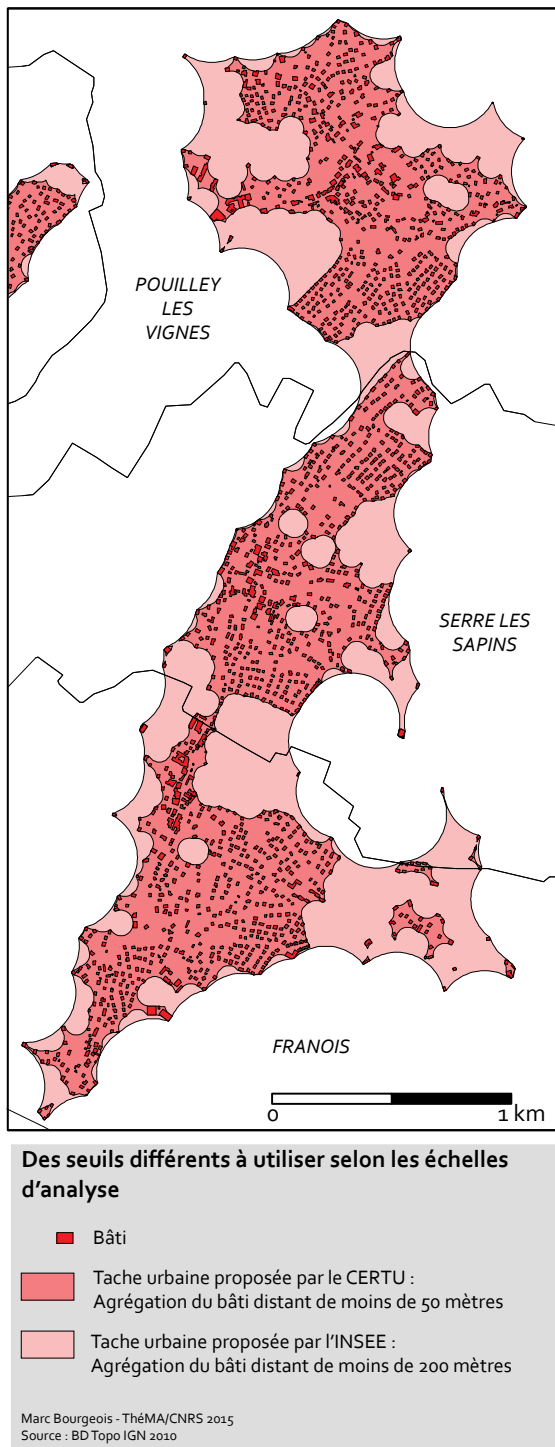 POUILLEY
LES
VIGNES
SERRE LES
SAPINS
FRANOIS
0 1 km
Des seuils différents à utiliser selon les échelles
d'analyse
Bâti
Tache urbaine proposée par le CERTU :
Agrégation du bâti distant de moins de 50 mètres
Tache urbaine proposée par l'INSEE :
Agrégation du bâti distant de moins de 200 mètres
Marc Bourgeois - ThéMA/CNRS 2015
Source : BD Topo IGN 2010